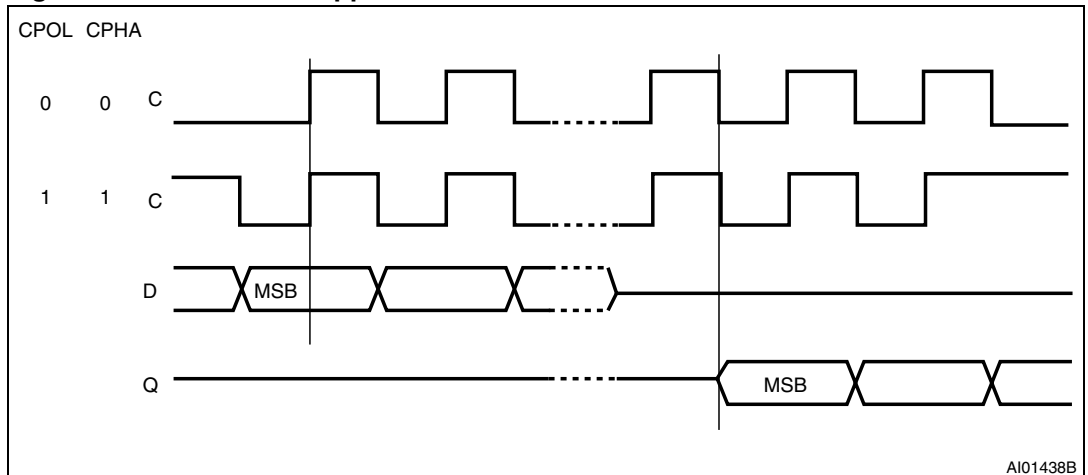 CPOL CPHA
0 0 C
1 1 C
D MSB
Q MSB
AI01438B